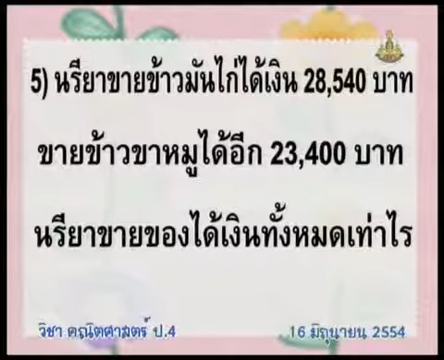 5) นรียาขายข้าวมันไก่ได้เงิน 28,540 บาท
ขายข้าวขาหมูได้อีก 23,400 บาท
นรียาขายของได้เงินทั้งหมดเท่าไร
วิชา คณิตศาสตร์ ป.4
16 มิถุนายน 2554